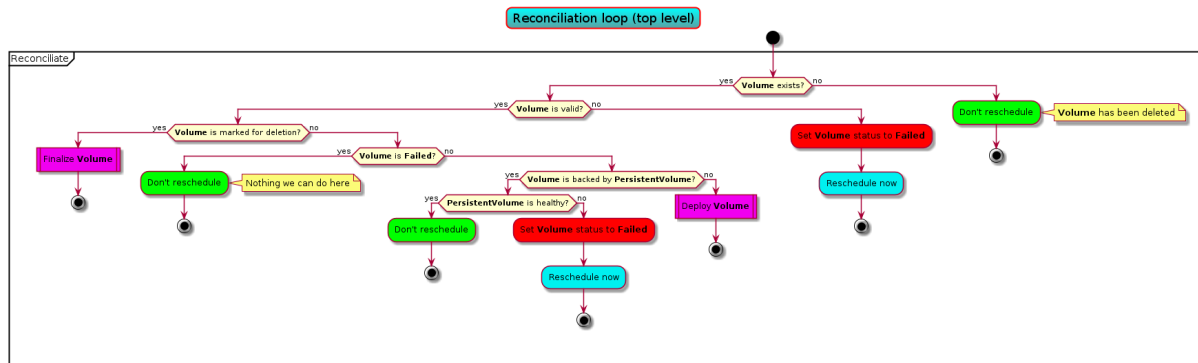 Reconciliation loop (top level)
Reconciliate
yes Volume exists? no
yes Volume is valid? no
Don't reschedule
Volume has been deleted
yes Volume is marked for deletion? no
Set Volume status to Failed
Finalize Volume
yes Volume is Failed? no
Don't reschedule
Nothing we can do here
Reschedule now
yes Volume is backed by PersistentVolume? no
yes PersistentVolume is healthy? no
Deploy Volume
Don't reschedule
Set Volume status to Failed
Reschedule now